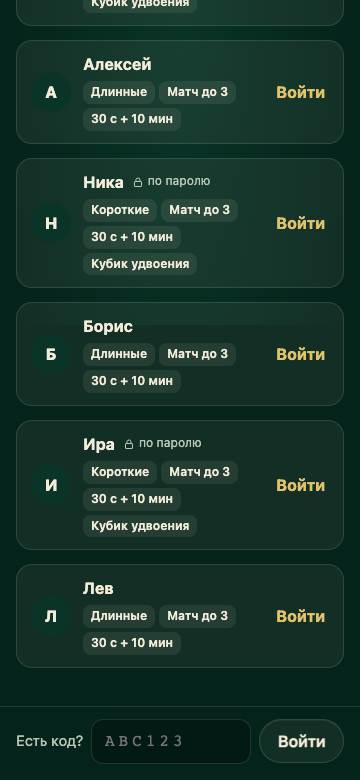 Кубик удвоения
А
Алексей
Длинные Матч до 3
30 с + 10 мин
Войти
Н
Ника по паролю
Короткие Матч до 3
30 с + 10 мин
Кубик удвоения
Войти
Б
Борис
Длинные Матч до 3
30 с + 10 мин
Войти
И
Ира по паролю
Короткие Матч до 3
30 с + 10 мин
Кубик удвоения
Войти
Л
Лев
Длинные Матч до 3
30 с + 10 мин
Войти
Есть код? ABC123 Войти